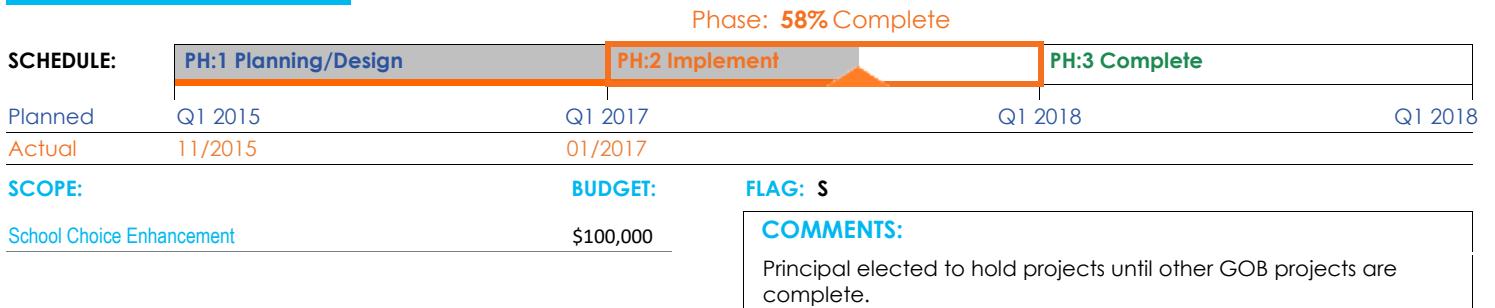 Phase: 58% Complete
SCHEDULE: PH:1 Planning/Design PH:2 Implement PH:3 Complete
Planned Q1 2015 Q1 2017 Q1 2018 Q1 2018
Actual 11/2015 01/2017
SCOPE: BUDGET: FLAG: S
School Choice Enhancement $100,000
COMMENTS:
Principal elected to hold projects until other GOB projects are
complete.